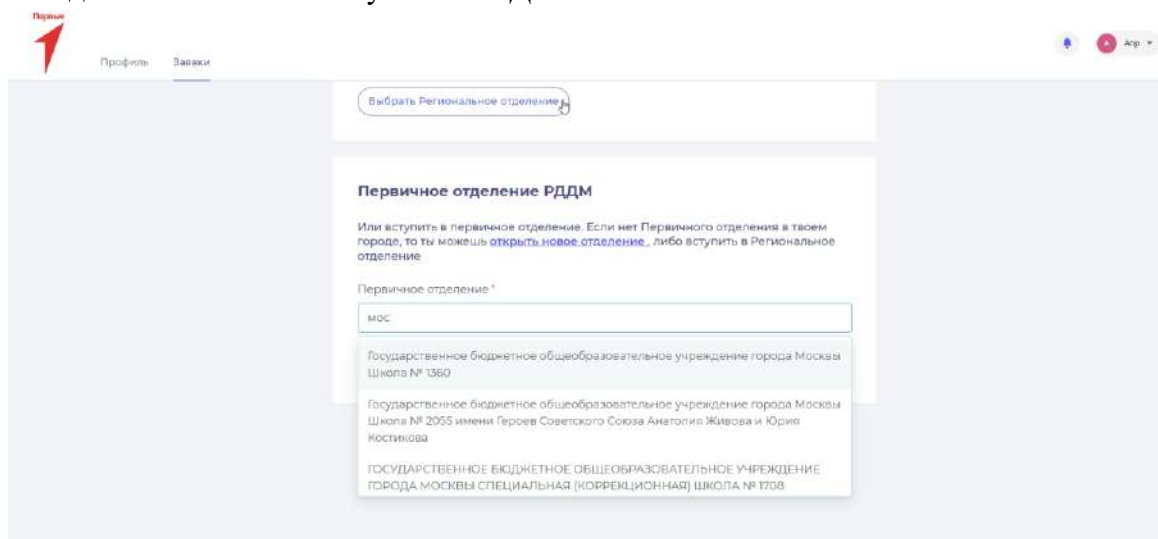 Первые
Профиль Заявки
Апр
Выбрать Региональное отделение
Первичное отделение РДДМ
Или вступить в первичное отделение. Если нет Первичного отделения в твоем
городе, то ты можешь открыть новое отделение , либо вступить в Региональное
отделение
Первичное отделение *
мос
Государственное бюджетное общеобразовательное учреждение города Москвы
Школа № 1360
Государственное бюджетное общеобразовательное учреждение города Москвы
Школа № 2055 имени Героев Советского Союза Анатолия Живова и Юрия
Костикова
ГОСУДАРСТВЕННОЕ БЮДЖЕТНОЕ ОБЩЕОБРАЗОВАТЕЛЬНОЕ УЧРЕЖДЕНИЕ
ГОРОДА МОСКВЫ СПЕЦИАЛЬНАЯ (КОРРЕКЦИОННАЯ) ШКОЛА № 1708